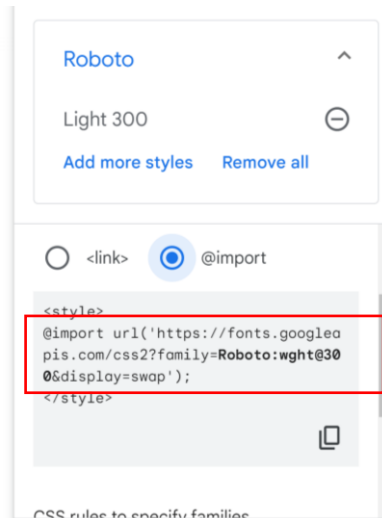 Roboto
Light 300
Add more styles Remove all
<link> @import
<style>
@import url('https://fonts.googlea
pis.com/css2?family=Roboto:wght@30
0&display=swap');
</style>
CSS rules to specify families